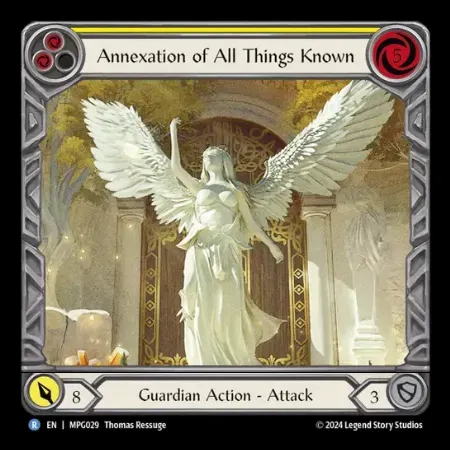 Annexation of All Things Known
5
8
Guardian Action - Attack
3
R EN | MPG029 Thomas Ressuge
© 2024 Legend Story Studios